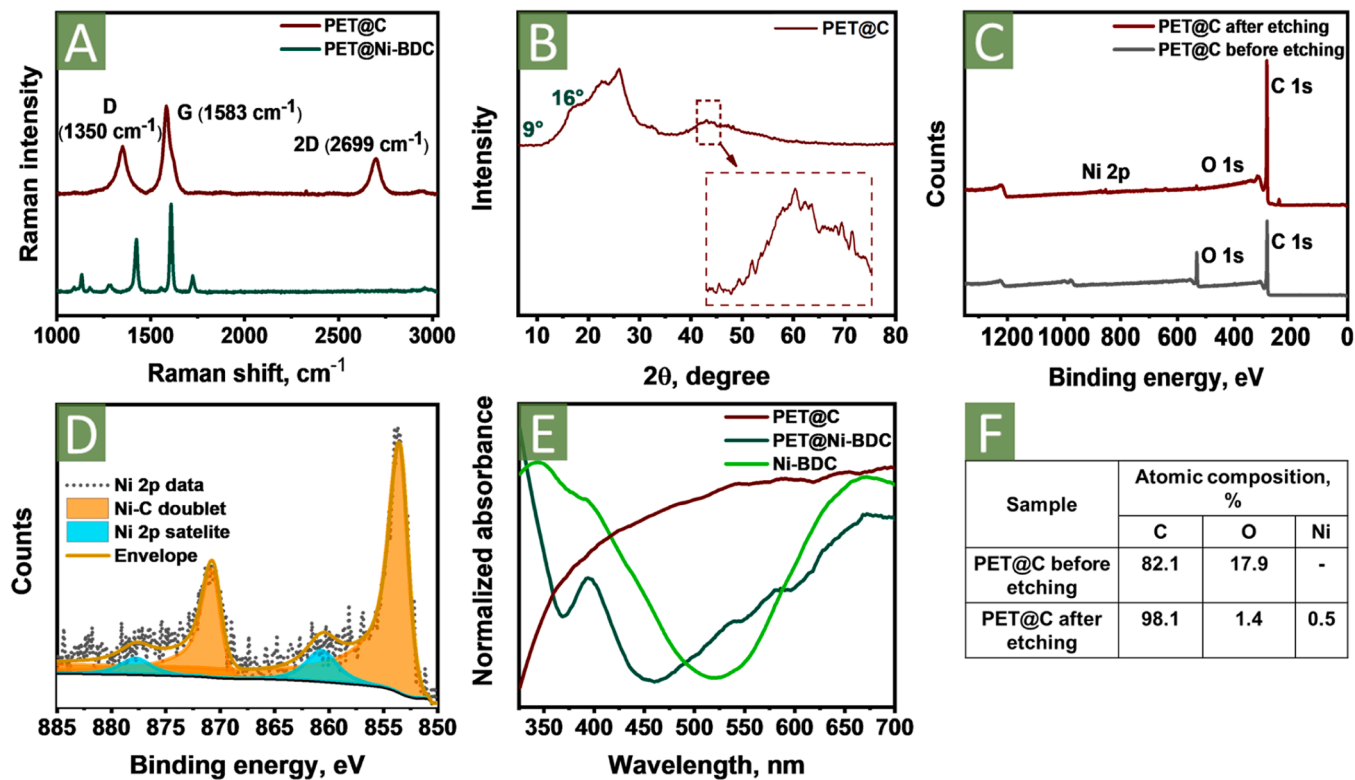 A
PET@C
PET@Ni-BDC
D
(1350 cm-1)
G (1583 cm-1)
2D (2699 cm-1)
Raman intensity
1000 1500 2000 2500 3000
Raman shift, cm-1
B
PET@C
9°
16°
Intensity
10 20 30 40 50 60 70 80
2θ, degree
C
PET@C after etching
PET@C before etching
C 1s
Ni 2p
O 1s
O 1s
C 1s
Counts
1200 1000 800 600 400 200 0
Binding energy, eV
D
Ni 2p data
Ni-C doublet
Ni 2p satelite
Envelope
Counts
885 880 875 870 865 860 855 850
Binding energy, eV
E
PET@C
PET@Ni-BDC
Ni-BDC
Normalized absorbance
350 400 450 500 550 600 650 700
Wavelength, nm
F
Sample
Atomic composition,
%
C O Ni
PET@C before
etching
82.1 17.9 -
PET@C after
etching
98.1 1.4 0.5